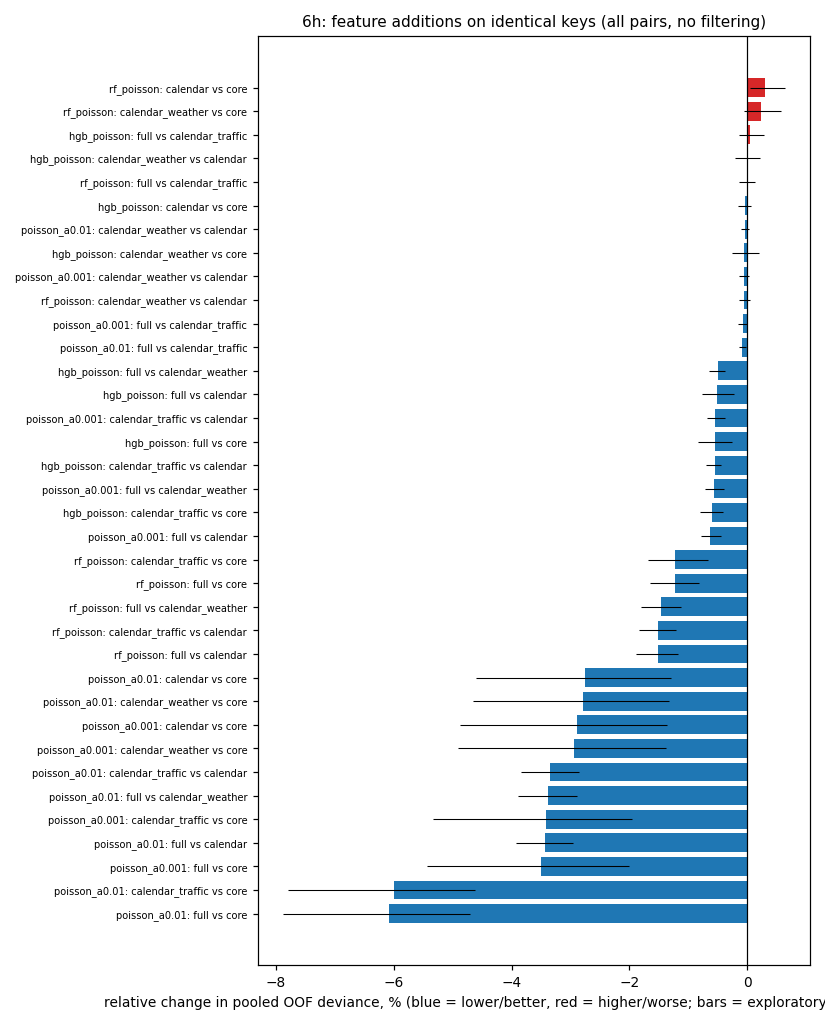 6h: feature additions on identical keys (all pairs, no filtering)
rf_poisson: calendar vs core
rf_poisson: calendar_weather vs core
hgb_poisson: full vs calendar_traffic
hgb_poisson: calendar_weather vs calendar
rf_poisson: full vs calendar_traffic
hgb_poisson: calendar vs core
poisson_a0.01: calendar_weather vs calendar
hgb_poisson: calendar_weather vs core
poisson_a0.001: calendar_weather vs calendar
rf_poisson: calendar_weather vs calendar
poisson_a0.001: full vs calendar_traffic
poisson_a0.01: full vs calendar_traffic
hgb_poisson: full vs calendar_weather
hgb_poisson: full vs calendar
poisson_a0.001: calendar_traffic vs calendar
hgb_poisson: full vs core
hgb_poisson: calendar_traffic vs calendar
poisson_a0.001: full vs calendar_weather
hgb_poisson: calendar_traffic vs core
poisson_a0.001: full vs calendar
rf_poisson: calendar_traffic vs core
rf_poisson: full vs core
rf_poisson: full vs calendar_weather
rf_poisson: calendar_traffic vs calendar
rf_poisson: full vs calendar
poisson_a0.01: calendar vs core
poisson_a0.01: calendar_weather vs core
poisson_a0.001: calendar vs core
poisson_a0.001: calendar_weather vs core
poisson_a0.01: calendar_traffic vs calendar
poisson_a0.01: full vs calendar_weather
poisson_a0.001: calendar_traffic vs core
poisson_a0.01: full vs calendar
poisson_a0.001: full vs core
poisson_a0.01: calendar_traffic vs core
poisson_a0.01: full vs core
−8 −6 −4 −2 0
relative change in pooled OOF deviance, % (blue = lower/better, red = higher/worse; bars = exploratory